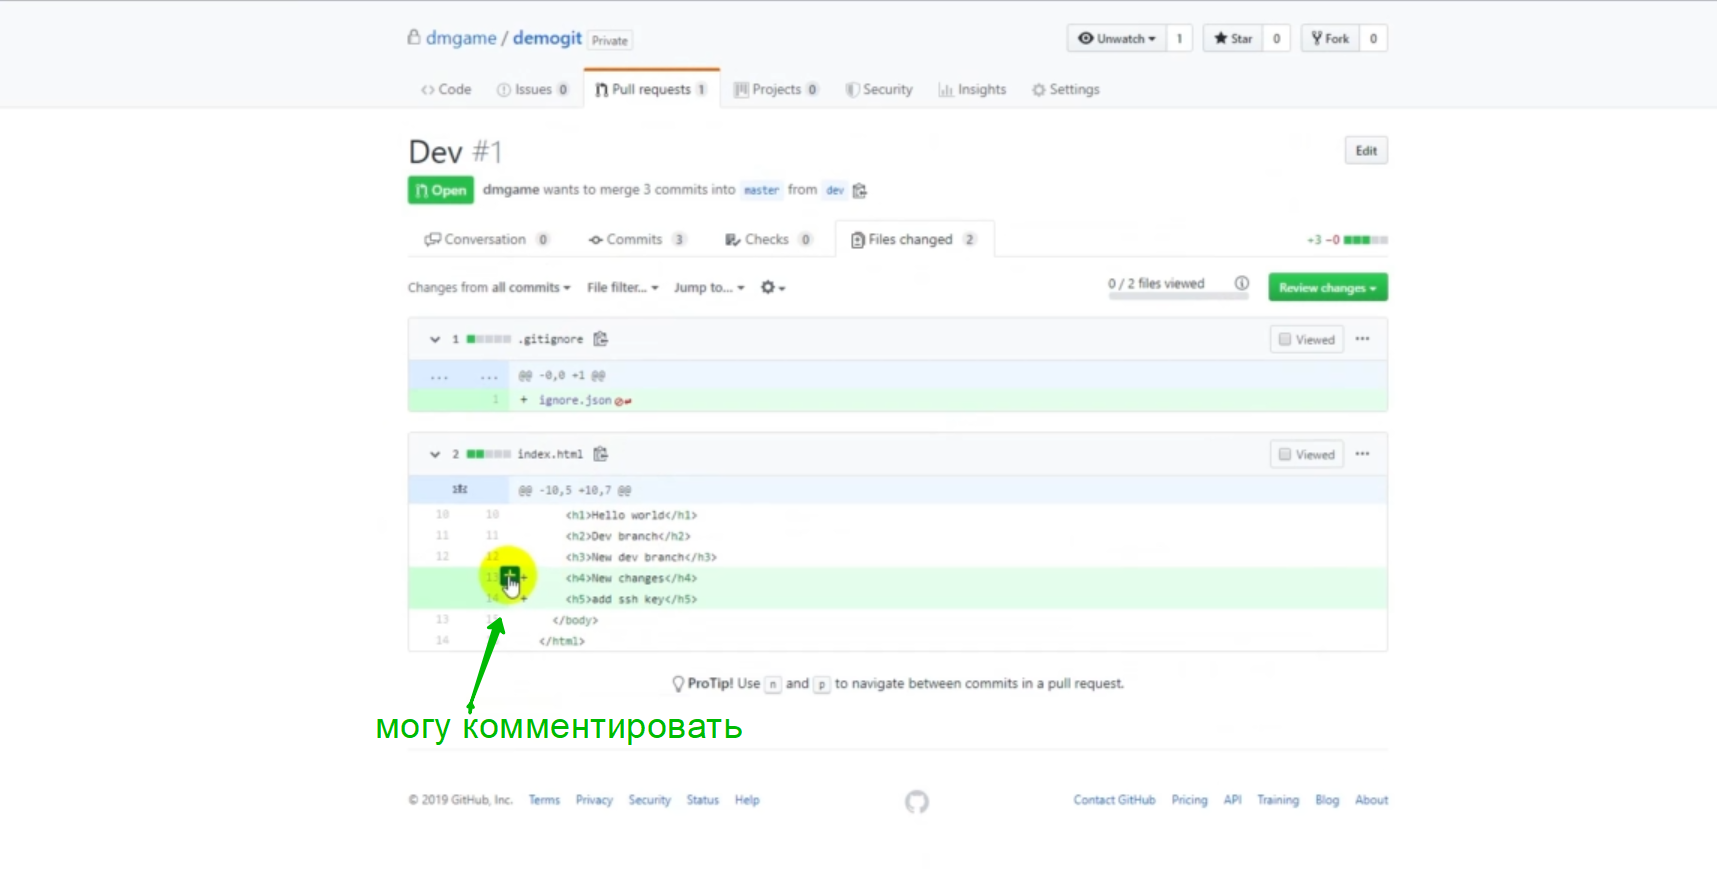 dmgame / demogit Private
Unwatch 1 Star 0 Fork 0
Code Issues 0 Pull requests 1 Projects 0 Security Insights Settings
Dev #1
Edit
Open dmgame wants to merge 3 commits into master from dev
Conversation 0 Commits 3 Checks 0 Files changed 2 +3 −0
Changes from all commits File filter... Jump to...
0 / 2 files viewed Review changes
1 .gitignore Viewed
... ... @@ -0,0 +1 @@
1 + ignore.json
2 index.html Viewed
@@ -10,5 +10,7 @@
10 10 <h1>Hello world</h1>
11 11 <h2>Dev branch</h2>
12 12 <h3>New dev branch</h3>
13 + <h4>New changes</h4>
14 + <h5>add ssh key</h5>
13 15 </body>
14 </html>
ProTip! Use n and p to navigate between commits in a pull request.
могу комментировать
© 2019 GitHub, Inc. Terms Privacy Security Status Help
Contact GitHub Pricing API Training Blog About